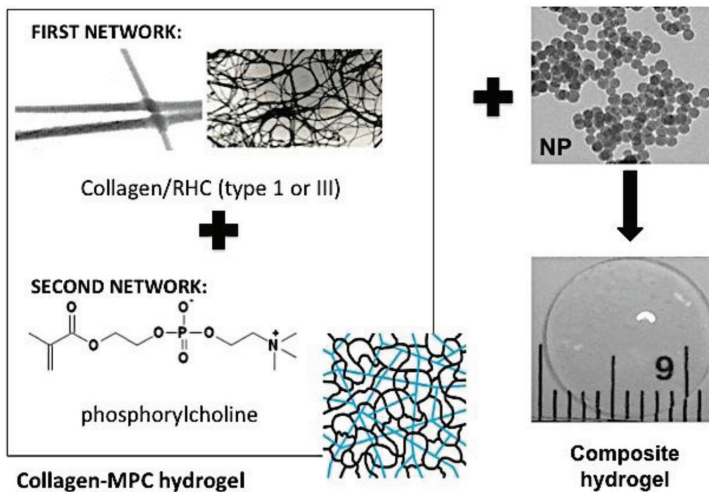 FIRST NETWORK:
Collagen/RHC (type 1 or III)
SECOND NETWORK:
O
O
O
O⁻
P
O
O
N
+
phosphorylcholine
Collagen-MPC hydrogel
NP
9
Composite
hydrogel